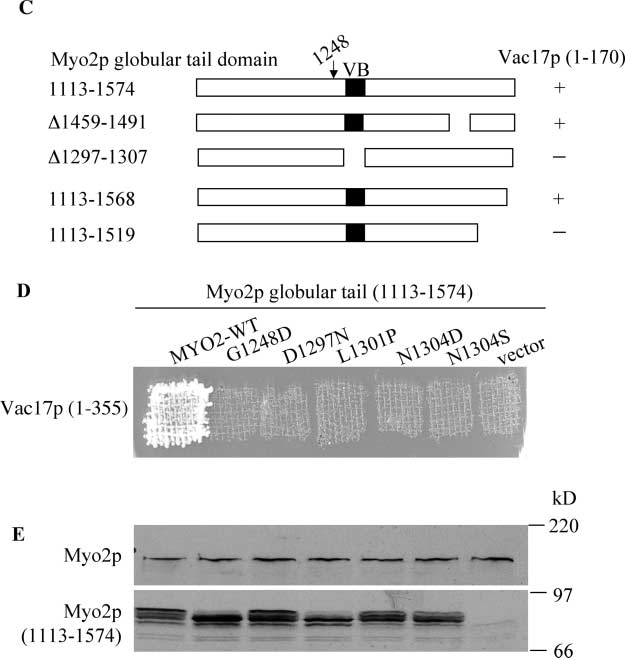 C
Myo2p globular tail domain 1248 VB Vac17p (1-170)
1113-1574 +
Δ1459-1491 +
Δ1297-1307 −
1113-1568 +
1113-1519 −
D Myo2p globular tail (1113-1574)
MYO2-WT G1248D D1297N L1301P N1304D N1304S vector
Vac17p (1-355)
kD
E 220
Myo2p
97
Myo2p
(1113-1574)
66